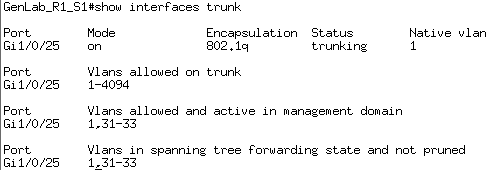 GenLab_R1_S1#show interfaces trunk
Port Mode Encapsulation Status Native vlan
Gi1/0/25 on 802.1q trunking 1
Port Vlans allowed on trunk
Gi1/0/25 1-4094
Port Vlans allowed and active in management domain
Gi1/0/25 1,31-33
Port Vlans in spanning tree forwarding state and not pruned
Gi1/0/25 1,31-33